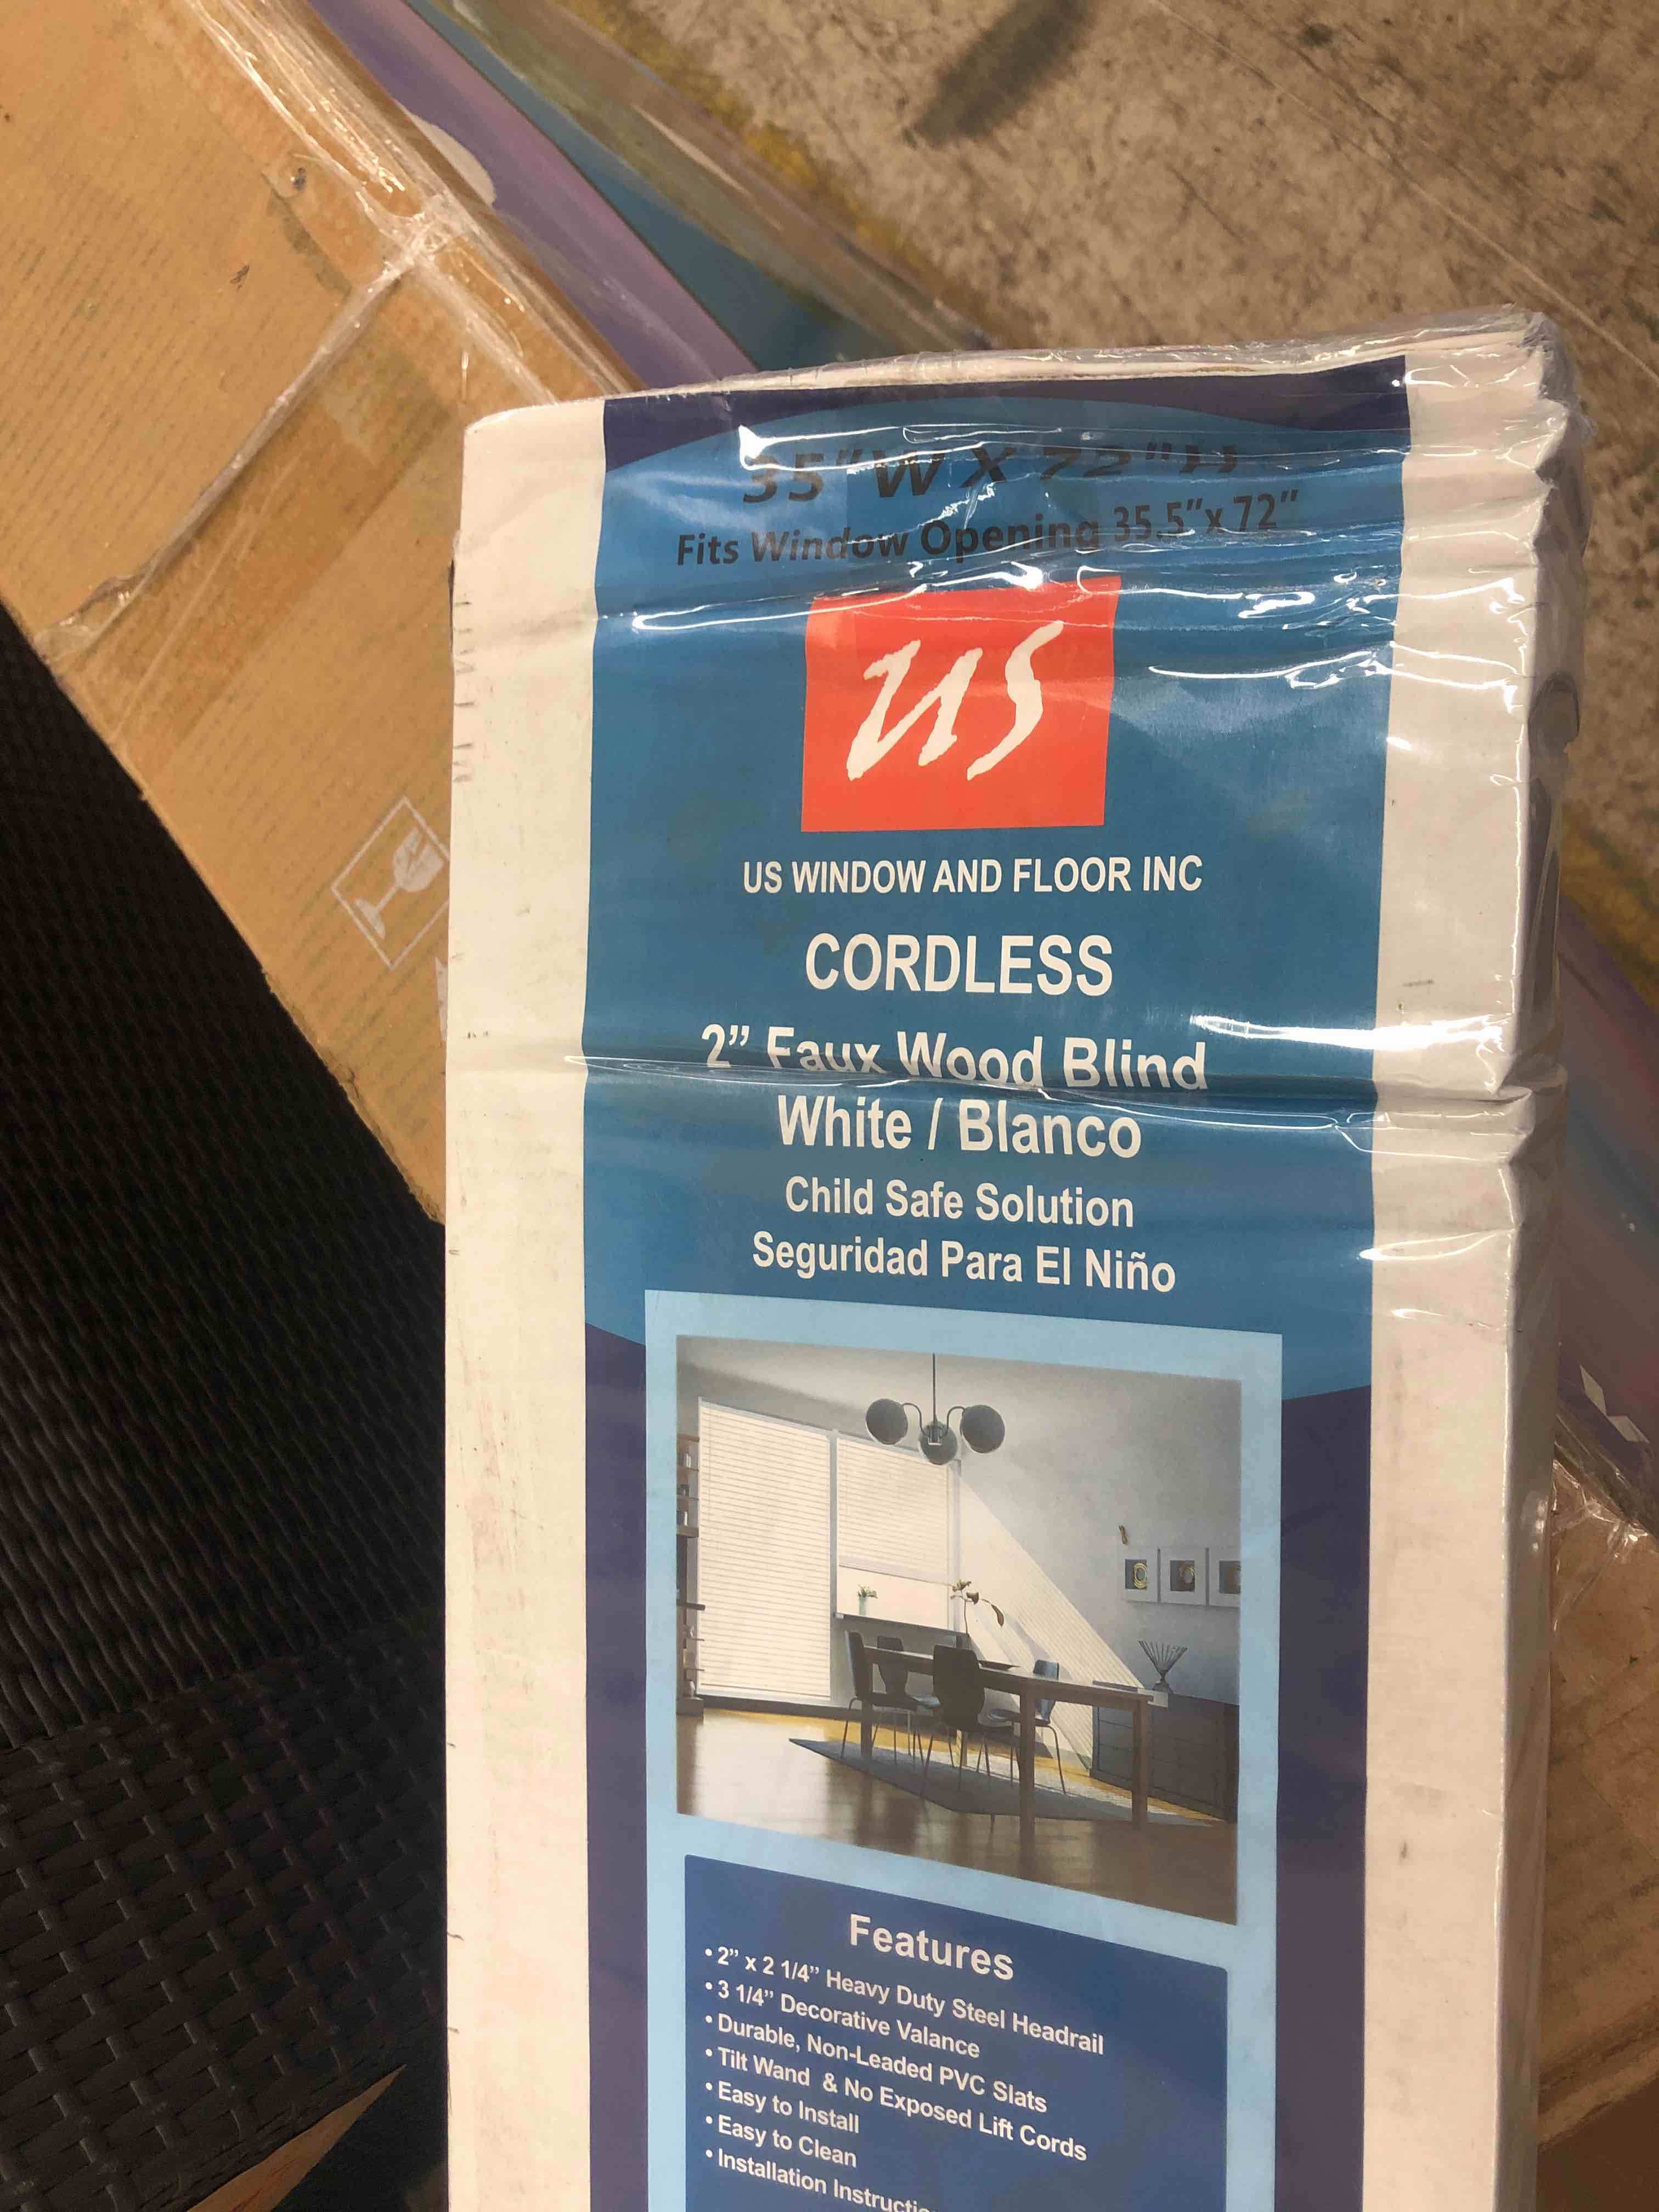 35"W X 72"H
Fits Window Opening 35.5"x 72"
us
US WINDOW AND FLOOR INC
CORDLESS
2” Faux Wood Blind
White / Blanco
Child Safe Solution
Seguridad Para El Niño
Features
• 2” x 2 1/4” Heavy Duty Steel Headrail
• 3 1/4” Decorative Valance
• Durable, Non-Leaded PVC Slats
• Tilt Wand & No Exposed Lift Cords
• Easy to Install
• Easy to Clean
• Installation